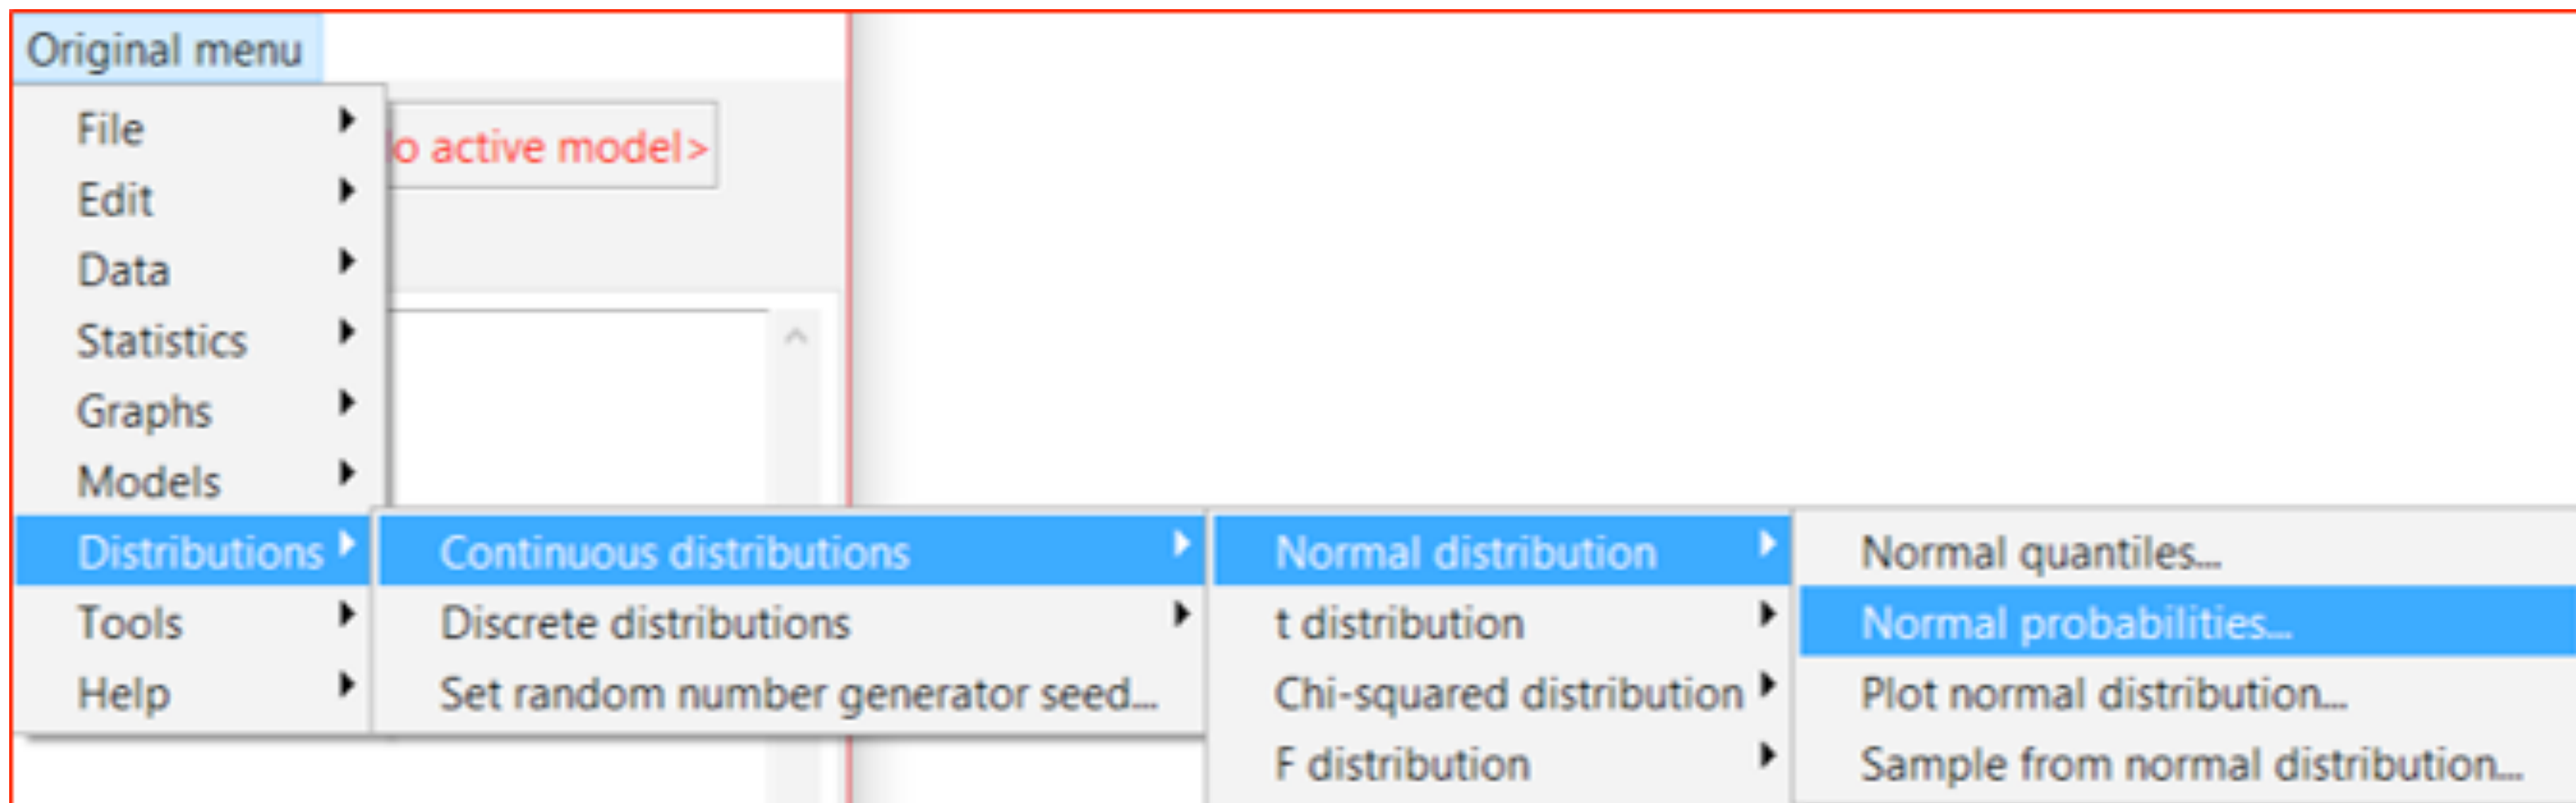 Original menu
File
o active model>
Edit
Data
Statistics
Graphs
Models
Distributions
Continuous distributions
Normal distribution
Normal quantiles...
Tools
Discrete distributions
t distribution
Normal probabilities...
Help
Set random number generator seed...
Chi-squared distribution
Plot normal distribution...
F distribution
Sample from normal distribution...